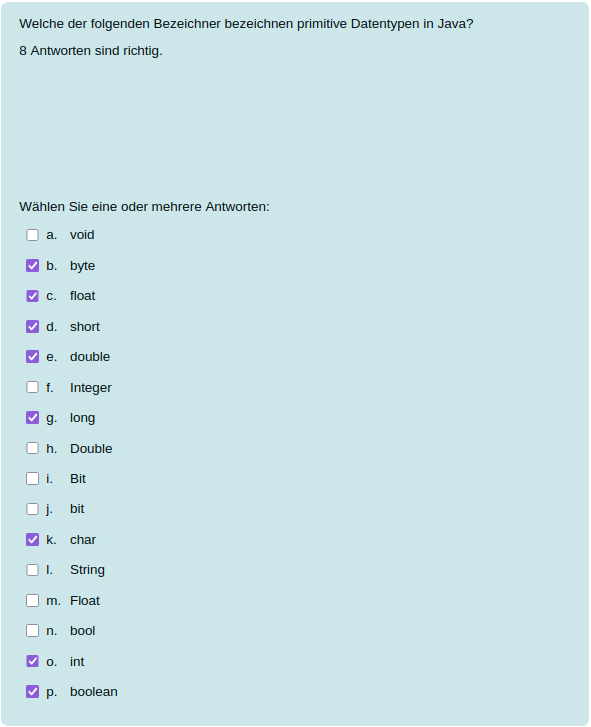 Welche der folgenden Bezeichner bezeichnen primitive Datentypen in Java?
8 Antworten sind richtig.
Wählen Sie eine oder mehrere Antworten:
a. void
b. byte
c. float
d. short
e. double
f. Integer
g. long
h. Double
i. Bit
j. bit
k. char
l. String
m. Float
n. bool
o. int
p. boolean